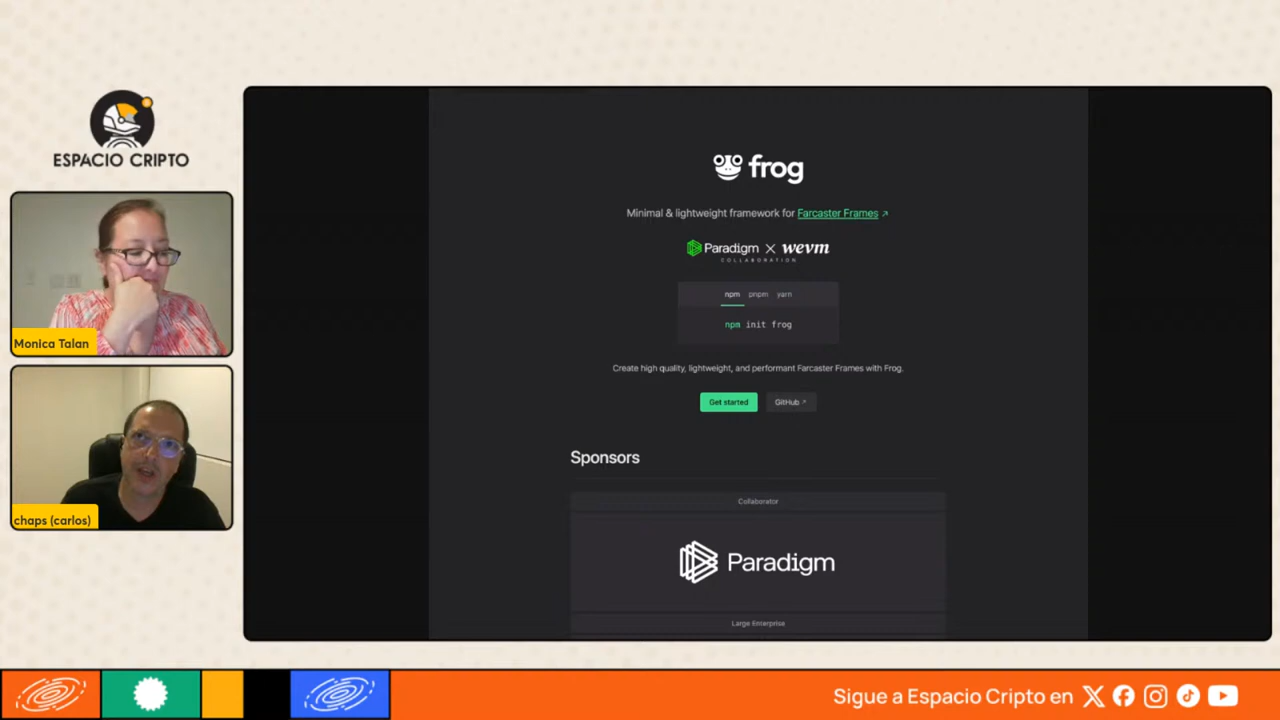 ESPACIO CRIPTO
Monica Talan
chaps (carlos)
frog
Minimal & lightweight framework for Farcaster Frames ↗
Paradigm X wevm
COLLABORATION
npm pnpm yarn
npm init frog
Create high quality, lightweight, and performant Farcaster Frames with Frog.
Get started GitHub ↗
Sponsors
Collaborator
Paradigm
Large Enterprise
Sigue a Espacio Cripto en